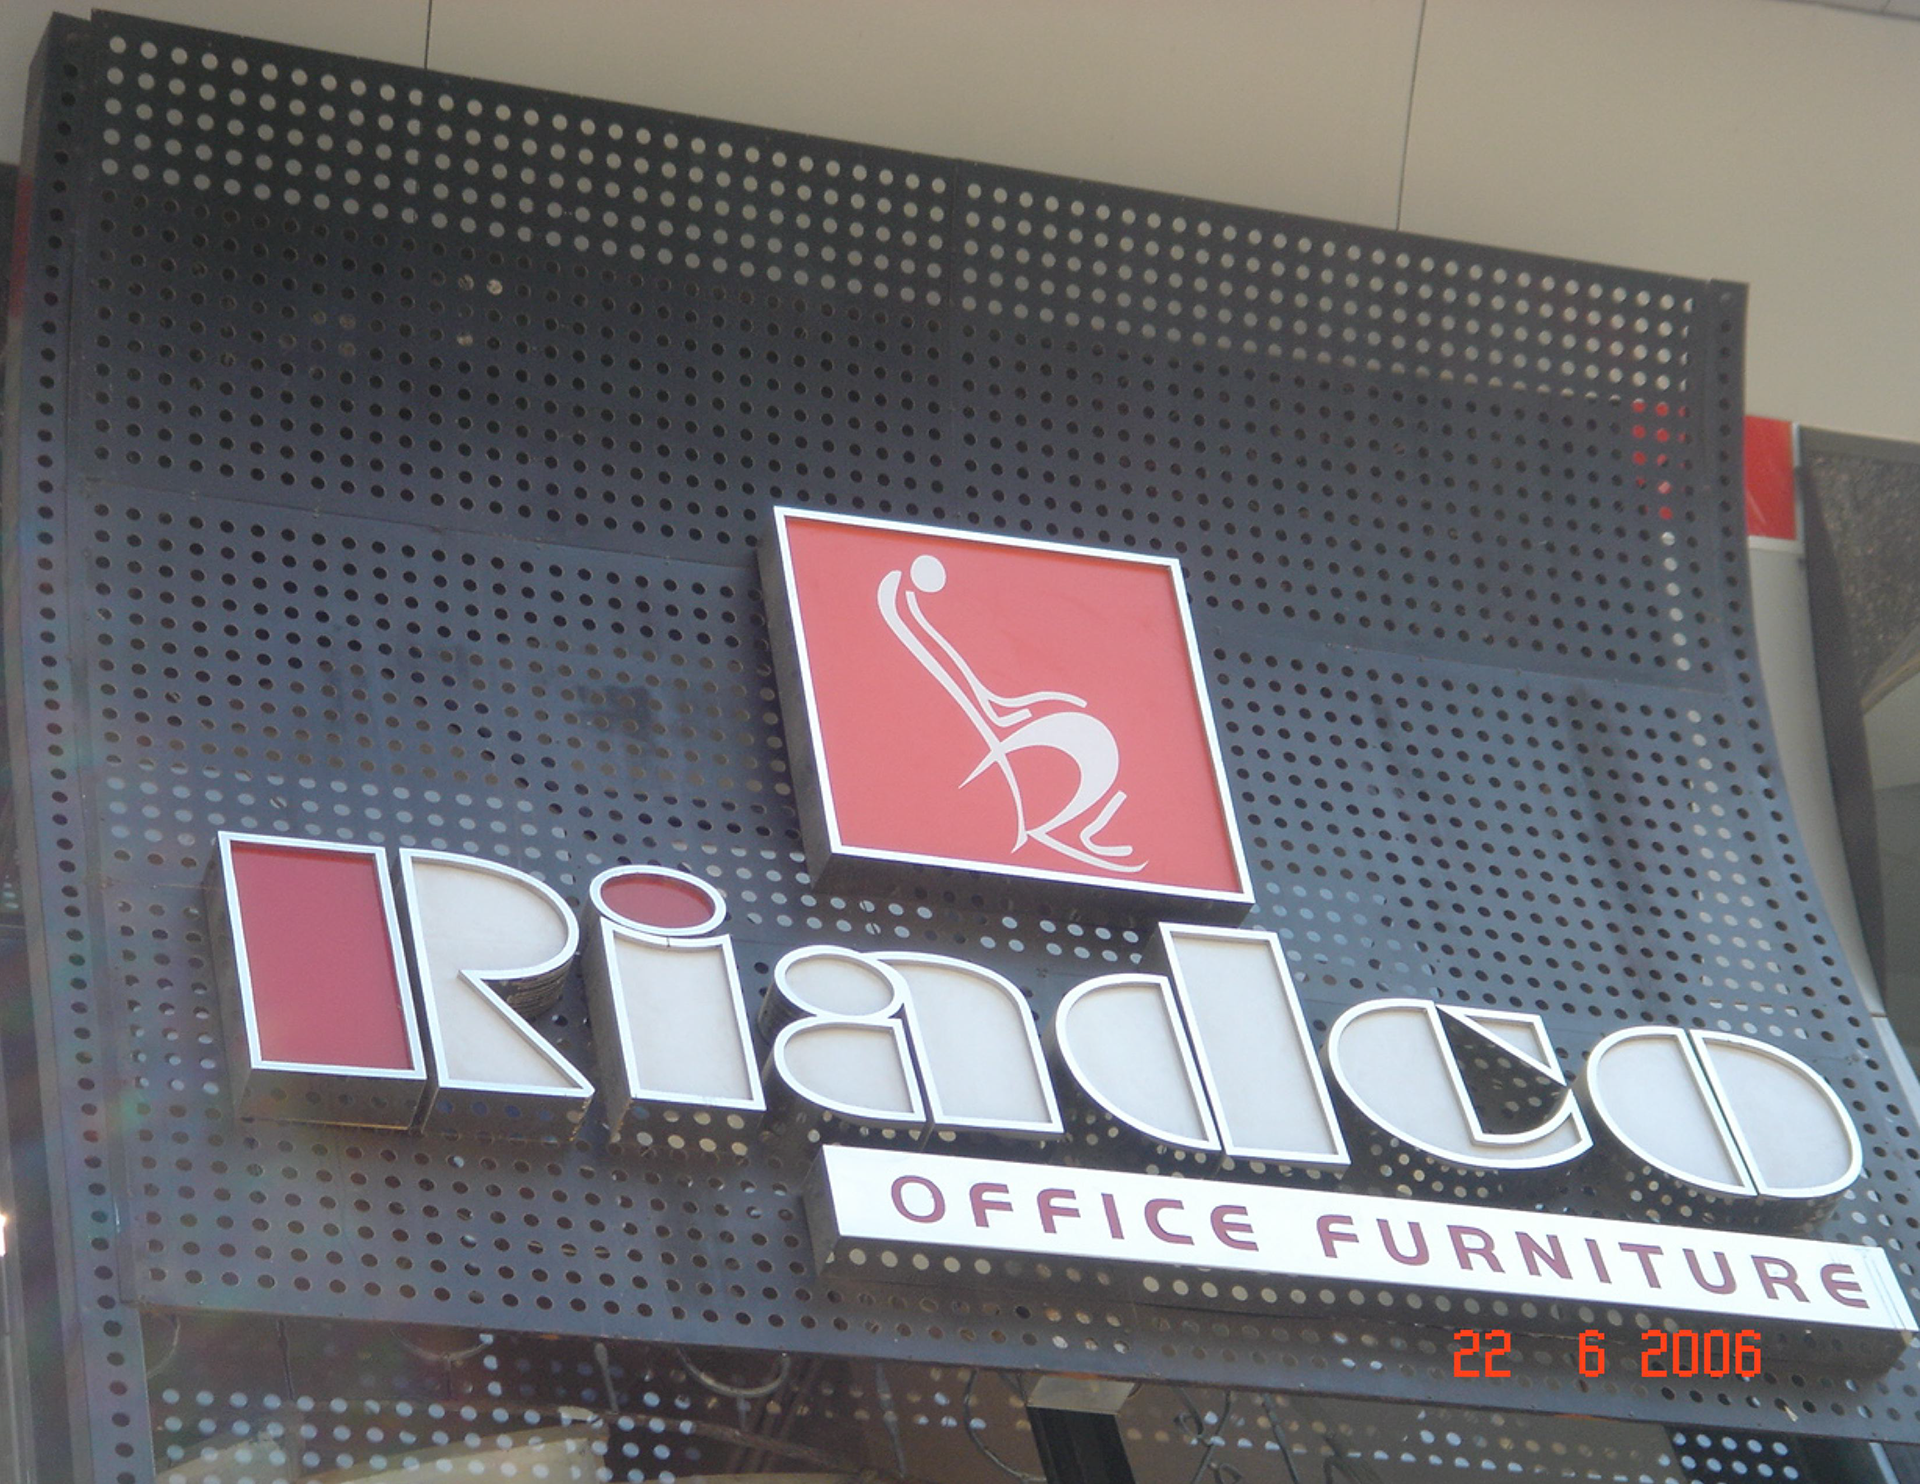 Riadco
OFFICE FURNITURE
22 6 2006